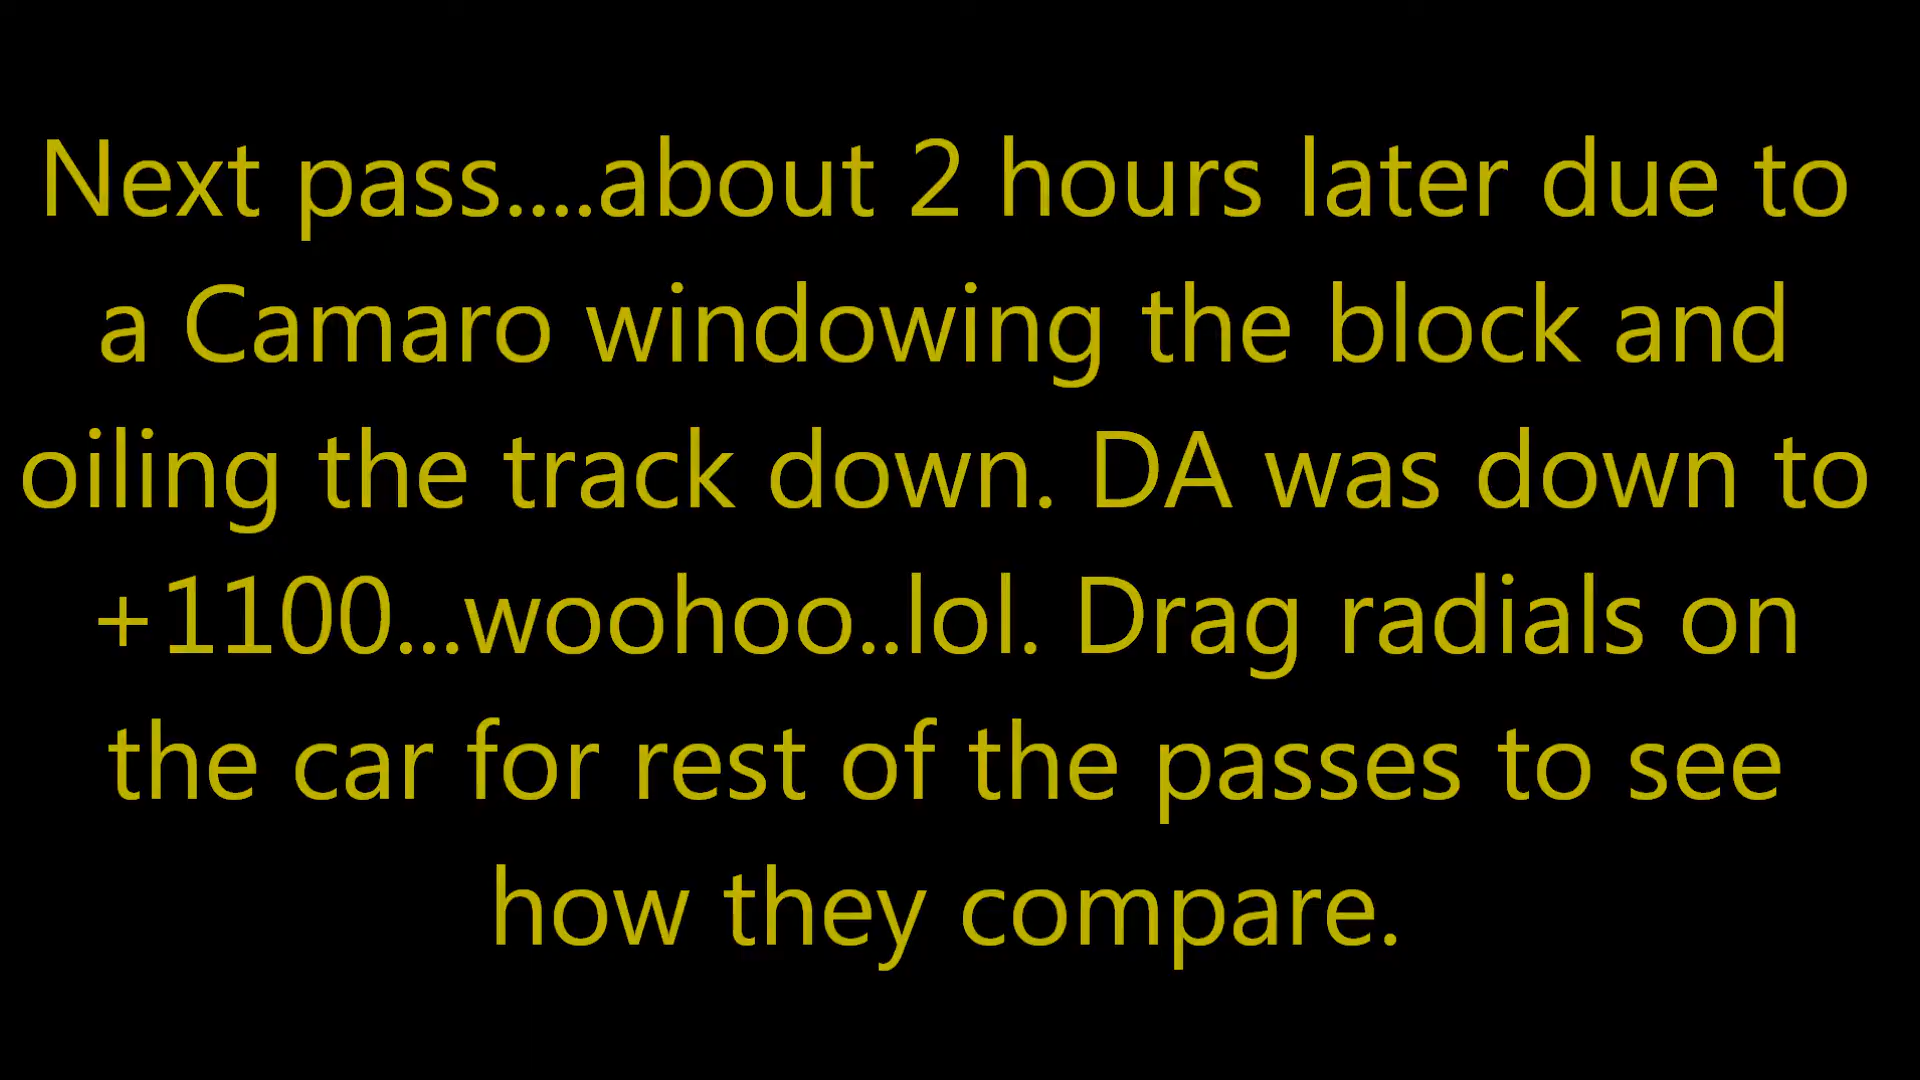 Next pass....about 2 hours later due to
a Camaro windowing the block and
oiling the track down. DA was down to
+1100...woohoo..lol. Drag radials on
the car for rest of the passes to see
how they compare.